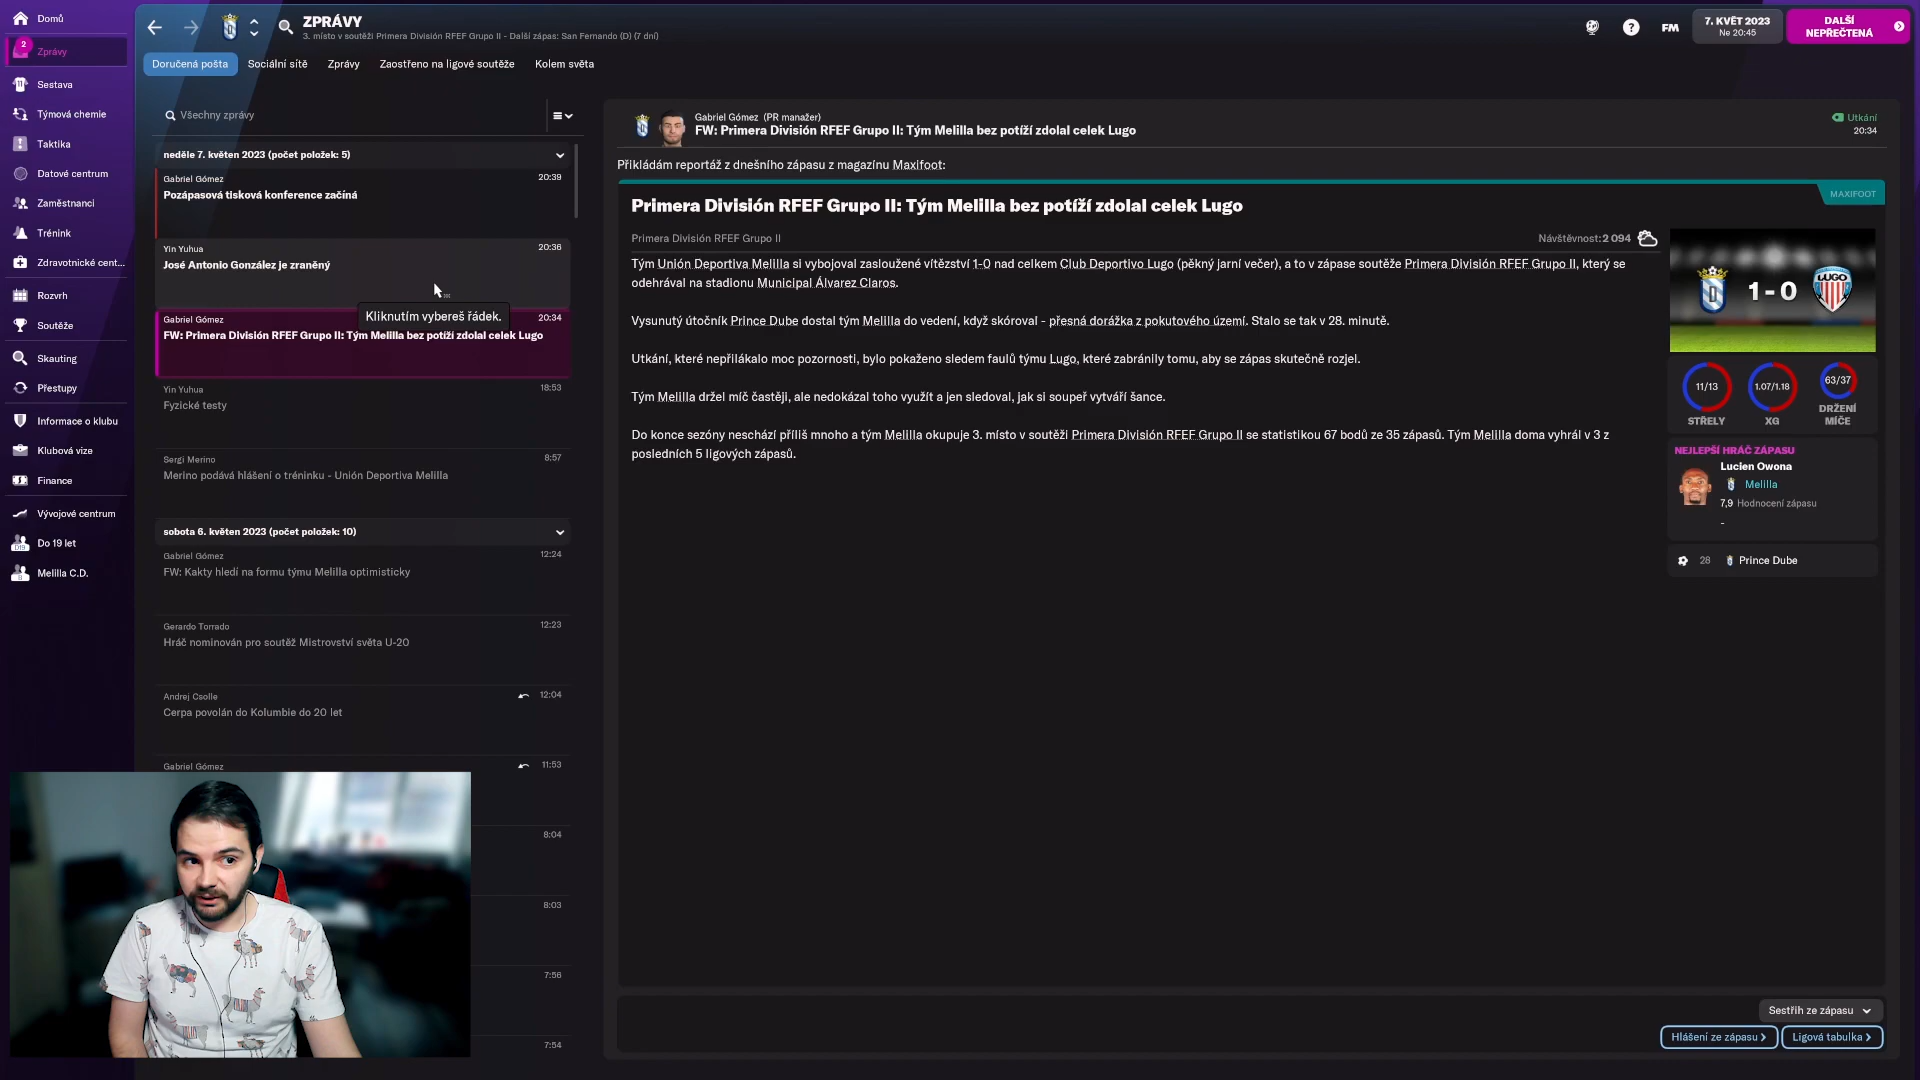 Domů
2
Zprávy
Sestava
Týmová chemie
Taktika
Datové centrum
Zaměstnanci
Trénink
Zdravotnické cent...
Rozvrh
Soutěže
Skauting
Přestupy
Informace o klubu
Klubová vize
Finance
Vývojové centrum
Do 19 let
Melilla C.D.
ZPRÁVY
3. místo v soutěži Primera División RFEF Grupo II - Další zápas: San Fernando (D) (7 dní)
FM
7. KVĚT 2023
Ne 20:45
DALŠÍ
NEPŘEČTENÁ
Doručená pošta
Sociální sítě
Zprávy
Zaostřeno na ligové soutěže
Kolem světa
Všechny zprávy
neděle 7. květen 2023 (počet položek: 5)
Gabriel Gómez 20:39
Pozápasová tisková konference začíná
Yin Yuhua 20:36
José Antonio González je zraněný
Kliknutím vybereš řádek.
Gabriel Gómez 20:34
FW: Primera División RFEF Grupo II: Tým Melilla bez potíží zdolal celek Lugo
Yin Yuhua 18:53
Fyzické testy
Sergi Merino 8:57
Merino podává hlášení o tréninku - Unión Deportiva Melilla
sobota 6. květen 2023 (počet položek: 10)
Gabriel Gómez 12:24
FW: Kakty hledí na formu týmu Melilla optimisticky
Gerardo Torrado 12:23
Hráč nominován pro soutěž Mistrovství světa U-20
Andrej Csolle 12:04
Cerpa povolán do Kolumbie do 20 let
Gabriel Gómez 11:53
8:04
8:03
7:56
7:54
Gabriel Gómez (PR manažer)
FW: Primera División RFEF Grupo II: Tým Melilla bez potíží zdolal celek Lugo
Utkání
20:34
Přikládám reportáž z dnešního zápasu z magazínu Maxifoot:
MAXIFOOT
Primera División RFEF Grupo II: Tým Melilla bez potíží zdolal celek Lugo
Primera División RFEF Grupo II
Návštěvnost: 2 094
Tým Unión Deportiva Melilla si vybojoval zasloužené vítězství 1-0 nad celkem Club Deportivo Lugo (pěkný jarní večer), a to v zápase soutěže Primera División RFEF Grupo II, který se
odehrával na stadionu Municipal Álvarez Claros.
Vysunutý útočník Prince Dube dostal tým Melilla do vedení, když skóroval - přesná dorážka z pokutového území. Stalo se tak v 28. minutě.
Utkání, které nepřilákalo moc pozornosti, bylo pokaženo sledem faulů týmu Lugo, které zabránily tomu, aby se zápas skutečně rozjel.
Tým Melilla držel míč častěji, ale nedokázal toho využít a jen sledoval, jak si soupeř vytváří šance.
Do konce sezóny neschází příliš mnoho a tým Melilla okupuje 3. místo v soutěži Primera División RFEF Grupo II se statistikou 67 bodů ze 35 zápasů. Tým Melilla doma vyhrál v 3 z
posledních 5 ligových zápasů.
1 - 0
LUGO
11/13
STŘELY
1.07/1.18
XG
63/37
DRŽENÍ
MÍČE
NEJLEPŠÍ HRÁČ ZÁPASU
Lucien Owona
Melilla
7,9 Hodnocení zápasu
-
28 Prince Dube
Sestřih ze zápasu
Hlášení ze zápasu
Ligová tabulka